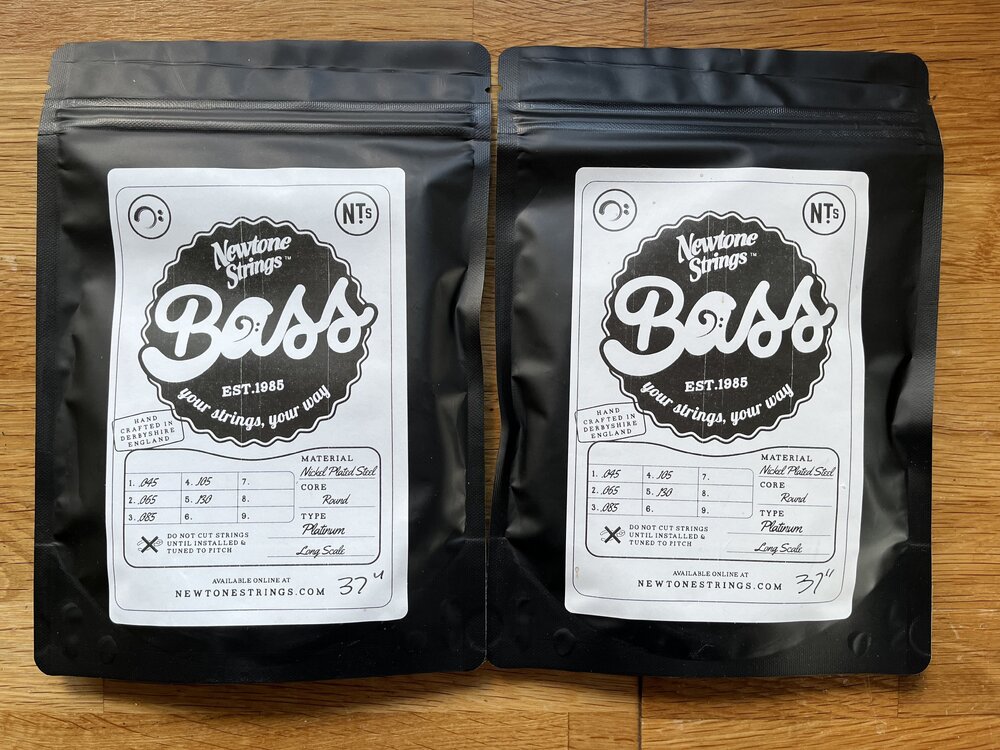 NTs
Newtone
Strings™
Bass
EST.1985
your strings, your way
HAND
CRAFTED IN
DERBYSHIRE
ENGLAND
MATERIAL
Nickel Plated Steel
CORE
Round
TYPE
Platinum
Long Scale
1. .045 4. .105 7.
2. .065 5. .130 8.
3. .085 6. 9.
DO NOT CUT STRINGS
UNTIL INSTALLED &
TUNED TO PITCH
AVAILABLE ONLINE AT
NEWTONESTRINGS.COM 37"
NTs
Newtone
Strings™
Bass
EST.1985
your strings, your way
HAND
CRAFTED IN
DERBYSHIRE
ENGLAND
MATERIAL
Nickel Plated Steel
CORE
Round
TYPE
Platinum
Long Scale
1. .045 4. .105 7.
2. .065 5. .130 8.
3. .085 6. 9.
DO NOT CUT STRINGS
UNTIL INSTALLED &
TUNED TO PITCH
AVAILABLE ONLINE AT
NEWTONESTRINGS.COM 37"